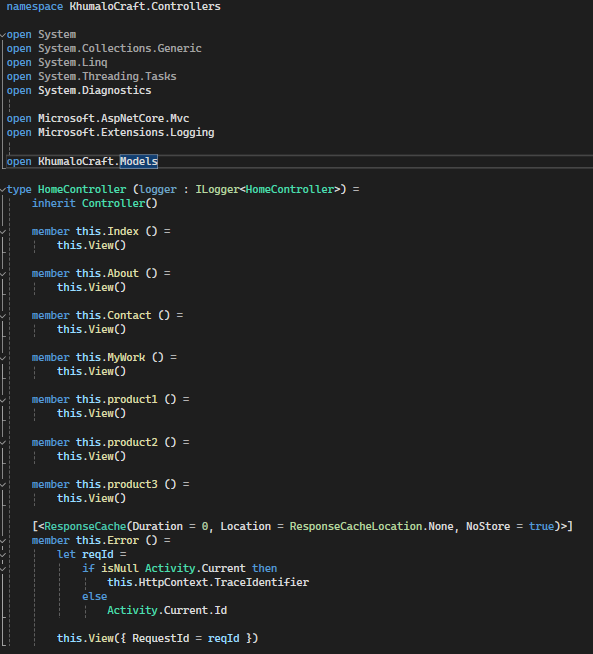 namespace KhumaloCraft.Controllers
open System
open System.Collections.Generic
open System.Linq
open System.Threading.Tasks
open System.Diagnostics
open Microsoft.AspNetCore.Mvc
open Microsoft.Extensions.Logging
open KhumaloCraft.Models
type HomeController (logger : ILogger<HomeController>) =
inherit Controller()
member this.Index () =
this.View()
member this.About () =
this.View()
member this.Contact () =
this.View()
member this.MyWork () =
this.View()
member this.product1 () =
this.View()
member this.product2 () =
this.View()
member this.product3 () =
this.View()
[<ResponseCache(Duration = 0, Location = ResponseCacheLocation.None, NoStore = true)>]
member this.Error () =
let reqId =
if isNull Activity.Current then
this.HttpContext.TraceIdentifier
else
Activity.Current.Id
this.View({ RequestId = reqId })